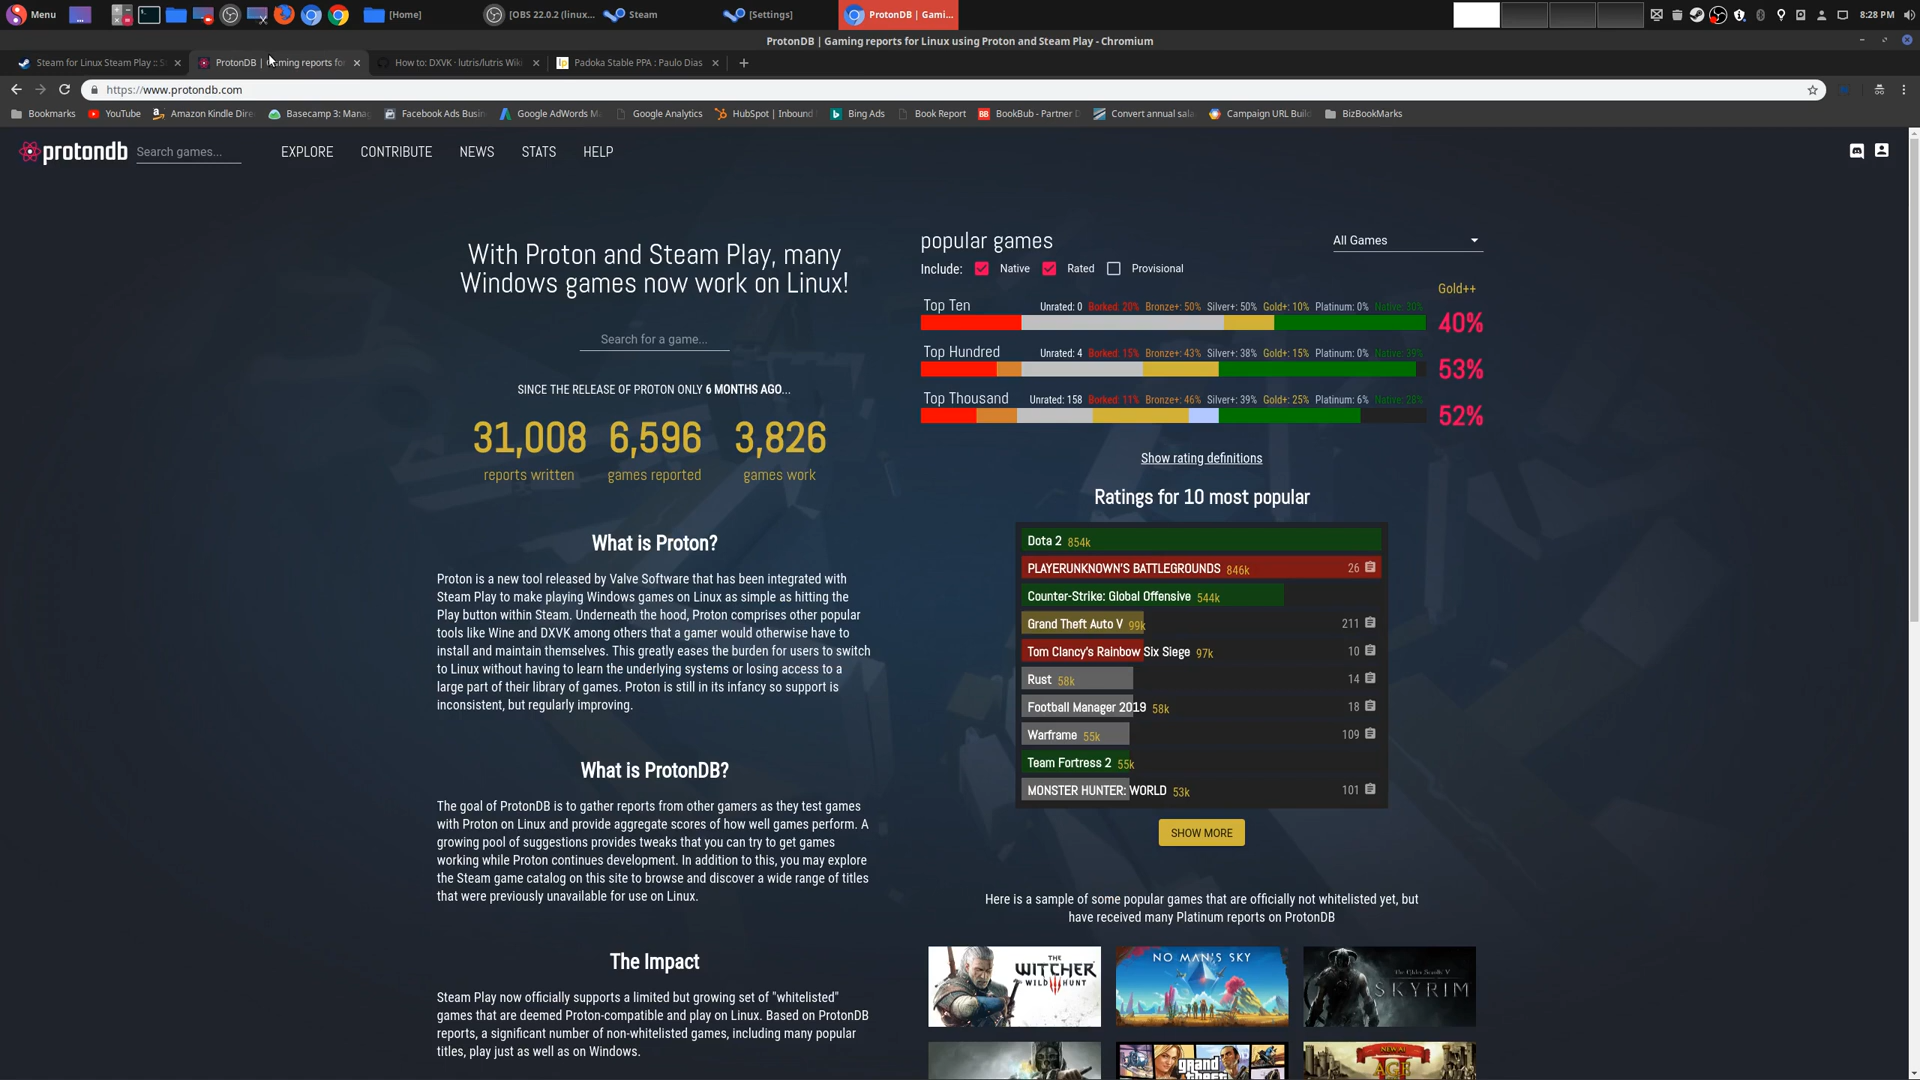 Menu
[Home]
[OBS 22.0.2 (linux...
Steam
[Settings]
ProtonDB | Gami...
8:28 PM
ProtonDB | Gaming reports for Linux using Proton and Steam Play - Chromium
Steam for Linux Steam Play :: S
ProtonDB | Gaming reports for
How to: DXVK · lutris/lutris Wiki
Padoka Stable PPA : Paulo Dias
https://www.protondb.com
Bookmarks
YouTube
Amazon Kindle Dire
Basecamp 3: Mana
Facebook Ads Busin
Google AdWords M
Google Analytics
HubSpot | Inbound
Bing Ads
Book Report
BookBub - Partner D
Convert annual sala
Campaign URL Build
BizBookMarks
protondb
Search games...
EXPLORE
CONTRIBUTE
NEWS
STATS
HELP
With Proton and Steam Play, many
Windows games now work on Linux!
Search for a game...
SINCE THE RELEASE OF PROTON ONLY 6 MONTHS AGO...
31,008 6,596 3,826
reports written games reported games work
What is Proton?
Proton is a new tool released by Valve Software that has been integrated with
Steam Play to make playing Windows games on Linux as simple as hitting the
Play button within Steam. Underneath the hood, Proton comprises other popular
tools like Wine and DXVK among others that a gamer would otherwise have to
install and maintain themselves. This greatly eases the burden for users to switch
to Linux without having to learn the underlying systems or losing access to a
large part of their library of games. Proton is still in its infancy so support is
inconsistent, but regularly improving.
What is ProtonDB?
The goal of ProtonDB is to gather reports from other gamers as they test games
with Proton on Linux and provide aggregate scores of how well games perform. A
growing pool of suggestions provides tweaks that you can try to get games
working while Proton continues development. In addition to this, you may explore
the Steam game catalog on this site to browse and discover a wide range of titles
that were previously unavailable for use on Linux.
The Impact
Steam Play now officially supports a limited but growing set of "whitelisted"
games that are deemed Proton-compatible and play on Linux. Based on ProtonDB
reports, a significant number of non-whitelisted games, including many popular
titles, play just as well as on Windows.
popular games
All Games
Include: Native Rated Provisional
Gold++
Top Ten Unrated: 0 Borked: 20% Bronze+: 50% Silver+: 50% Gold+: 10% Platinum: 0% Native: 30%
40%
Top Hundred Unrated: 4 Borked: 15% Bronze+: 43% Silver+: 38% Gold+: 15% Platinum: 0% Native: 39%
53%
Top Thousand Unrated: 158 Borked: 11% Bronze+: 46% Silver+: 39% Gold+: 25% Platinum: 6% Native: 28%
52%
Show rating definitions
Ratings for 10 most popular
Dota 2 854k
PLAYERUNKNOWN'S BATTLEGROUNDS 846k 26
Counter-Strike: Global Offensive 544k
Grand Theft Auto V 99k 211
Tom Clancy's Rainbow Six Siege 97k 10
Rust 58k 14
Football Manager 2019 58k 18
Warframe 55k 109
Team Fortress 2 55k
MONSTER HUNTER: WORLD 53k 101
SHOW MORE
Here is a sample of some popular games that are officially not whitelisted yet, but
have received many Platinum reports on ProtonDB
THE WITCHER
WILD HUNT
NO MAN'S SKY
The Elder Scrolls V
SKYRIM
grand
NEW
AGE